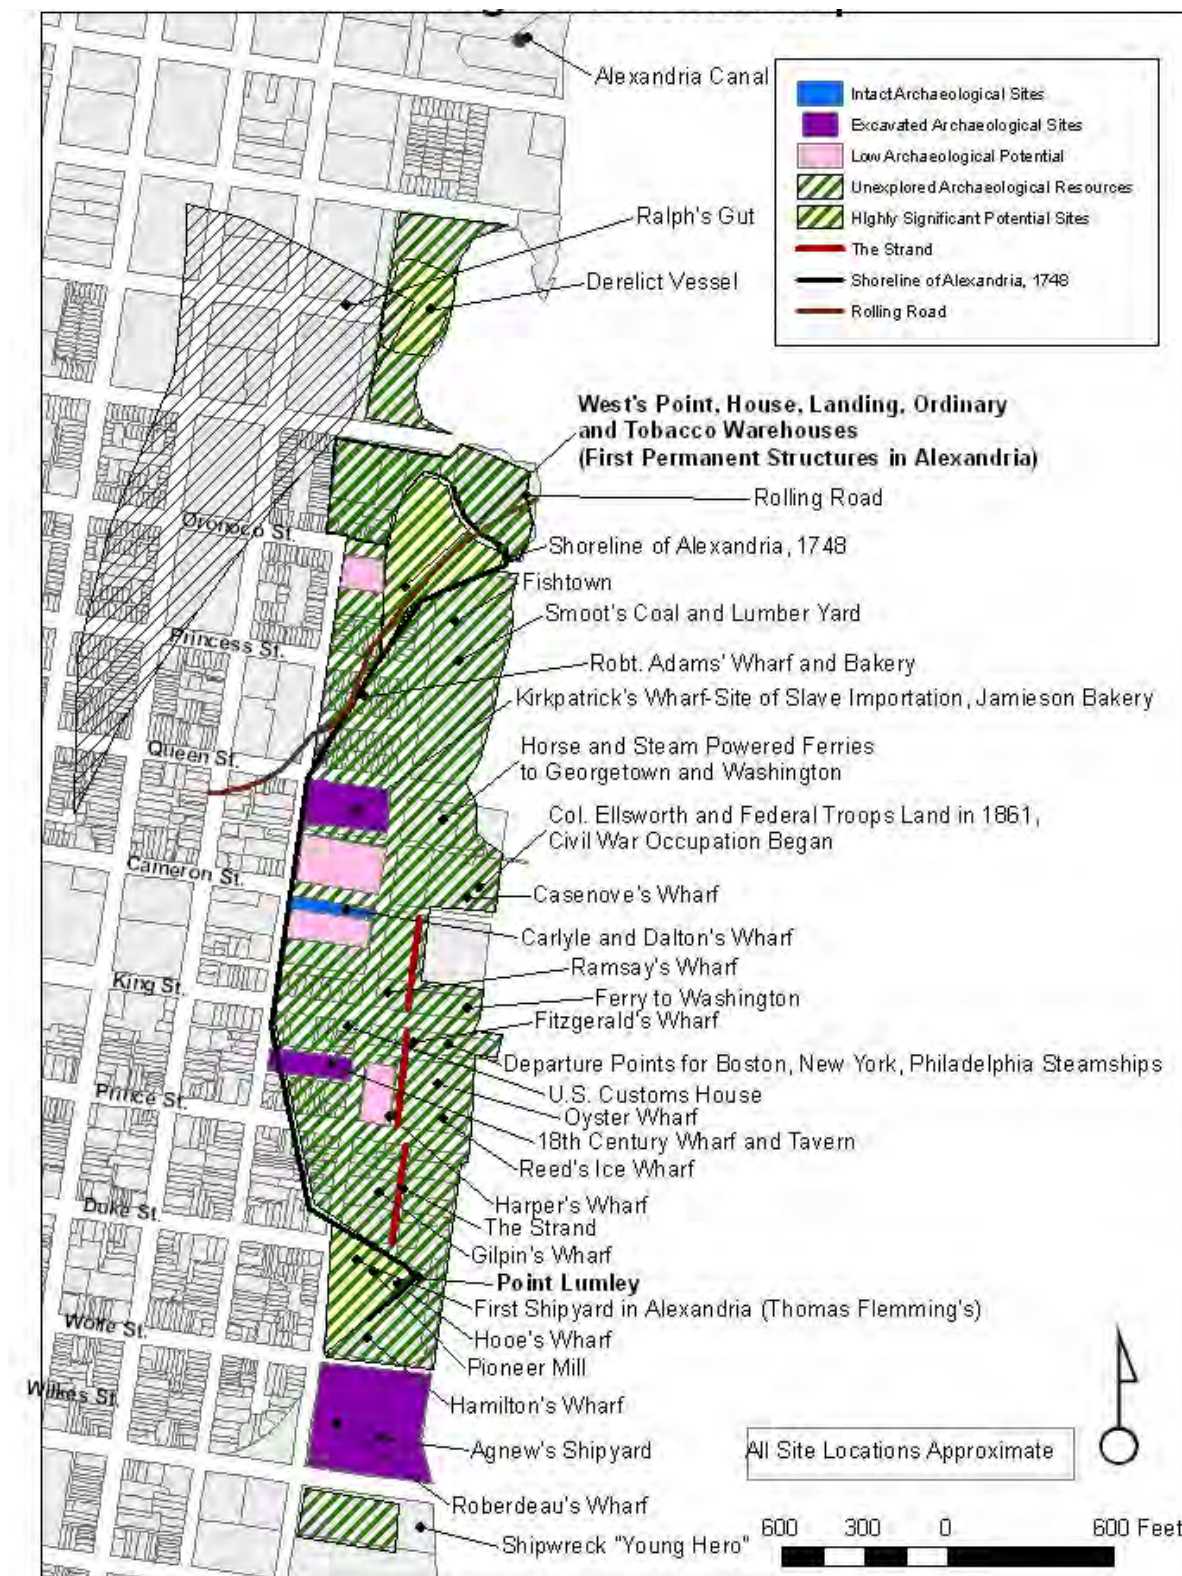 Alexandria Canal
Intact Archaeological Sites
Excavated Archaeological Sites
Low Archaeological Potential
Unexplored Archaeological Resources
Highly Significant Potential Sites
The Strand
Shoreline of Alexandria, 1748
Rolling Road
Ralph's Gut
Derelict Vessel
West's Point, House, Landing, Ordinary
and Tobacco Warehouses
(First Permanent Structures in Alexandria)
Rolling Road
Oronoco St.
Shoreline of Alexandria, 1748
Fishtown
Smoot's Coal and Lumber Yard
Princess St.
Robt. Adams' Wharf and Bakery
Kirkpatrick's Wharf-Site of Slave Importation, Jamieson Bakery
Queen St.
Horse and Steam Powered Ferries
to Georgetown and Washington
Col. Ellsworth and Federal Troops Land in 1861,
Civil War Occupation Began
Cameron St.
Casenove's Wharf
Carlyle and Dalton's Wharf
Ramsay's Wharf
King St.
Ferry to Washington
Fitzgerald's Wharf
Departure Points for Boston, New York, Philadelphia Steamships
Prince St.
U.S. Customs House
Oyster Wharf
18th Century Wharf and Tavern
Reed's Ice Wharf
Harper's Wharf
Duke St.
The Strand
Gilpin's Wharf
Point Lumley
First Shipyard in Alexandria (Thomas Flemming's)
Wolfe St.
Hooe's Wharf
Pioneer Mill
Wilkes St.
Hamilton's Wharf
Agnew's Shipyard
All Site Locations Approximate
Roberdeau's Wharf
Shipwreck "Young Hero"
600 300 0 600 Feet